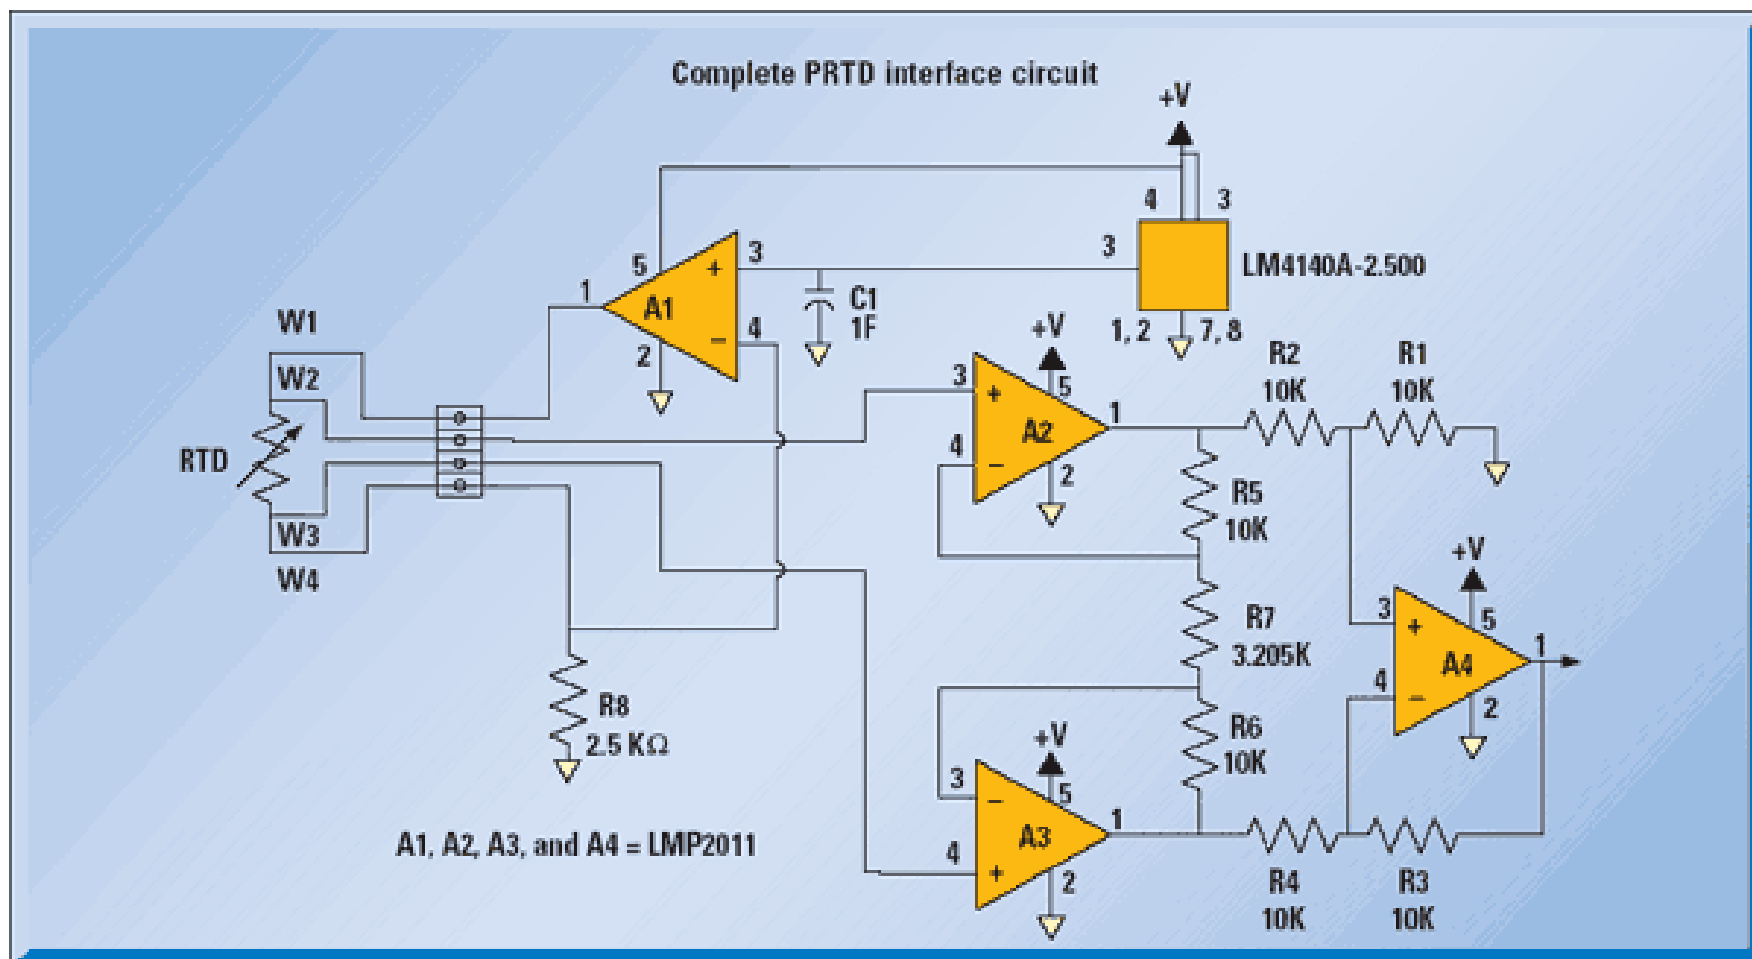 Complete PRTD interface circuit
+V
4 3
5 + 3
3
LM4140A-2.500
A1
1
C1
1F
W1
4
−
2
+V
1, 2 7, 8
R2 R1
10K 10K
W2
3 + 5
1
A2
RTD
4 −
2
R5
10K
W3
W4
+V
3 + 5
R7
3.205K
1
A4
4 −
2
R8
2.5 KΩ
R6
10K
+V
3 − 5
1
A3
4 +
2
A1, A2, A3, and A4 = LMP2011
R4 R3
10K 10K